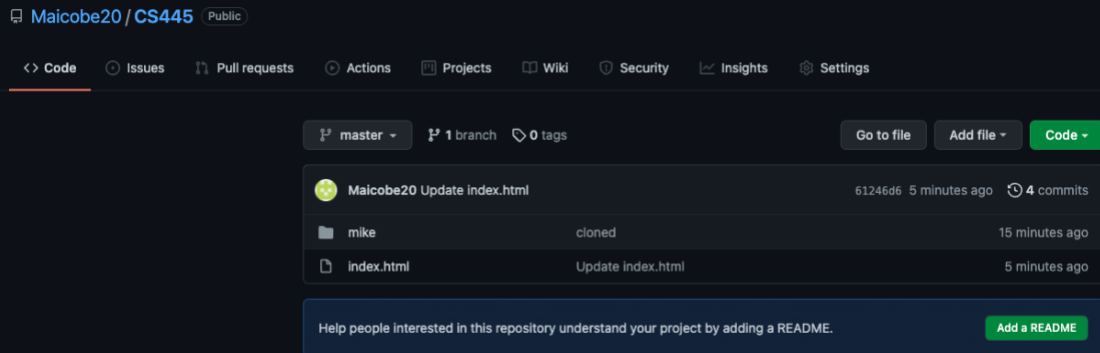 Maicobe20 / CS445 Public
Code Issues Pull requests Actions Projects Wiki Security Insights Settings
master 1 branch 0 tags Go to file Add file Code
Maicobe20 Update index.html 61246d6 5 minutes ago 4 commits
mike cloned 15 minutes ago
index.html Update index.html 5 minutes ago
Help people interested in this repository understand your project by adding a README. Add a README